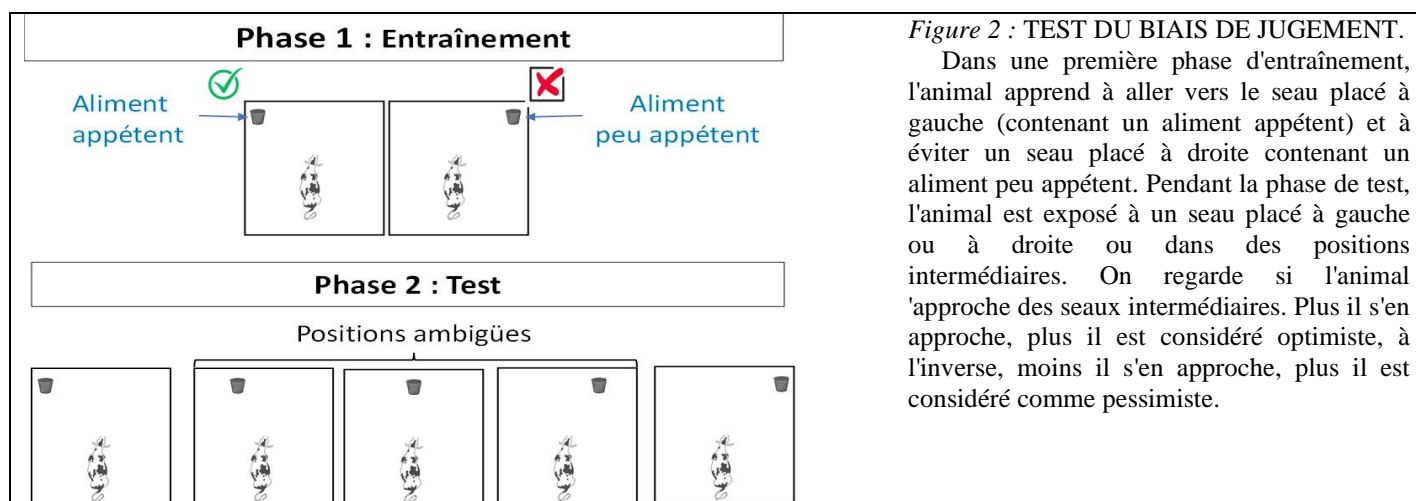 Phase 1 : Entraînement
Aliment
appétent
Aliment
peu appétent
Phase 2 : Test
Positions ambigües
Figure 2 : TEST DU BIAIS DE JUGEMENT.
Dans une première phase d'entraînement,
l'animal apprend à aller vers le seau placé à
gauche (contenant un aliment appétent) et à
éviter un seau placé à droite contenant un
aliment peu appétent. Pendant la phase de test,
l'animal est exposé à un seau placé à gauche
ou à droite ou dans des positions
intermédiaires. On regarde si l'animal
'approche des seaux intermédiaires. Plus il s'en
approche, plus il est considéré optimiste, à
l'inverse, moins il s'en approche, plus il est
considéré comme pessimiste.